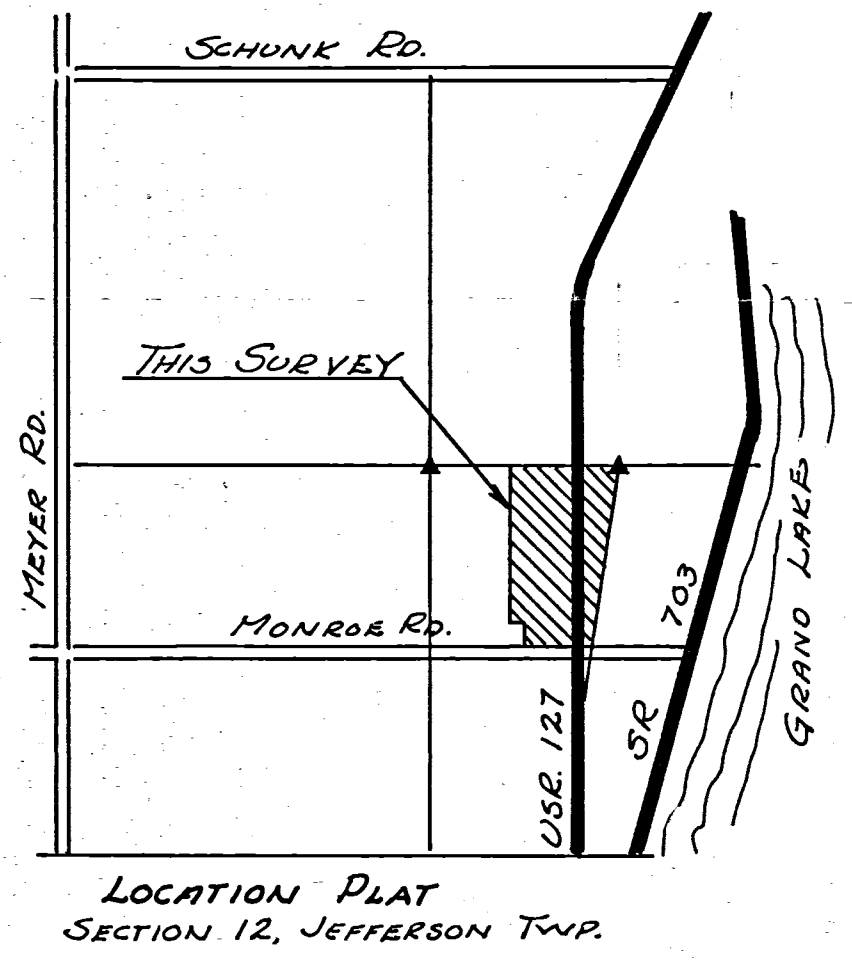 SCHUNK RD.
THIS SURVEY
MEYER RD.
MONROE RD.
USR. 127
SR 703
GRAND LAKE
LOCATION PLAT
SECTION 12, JEFFERSON TWP.